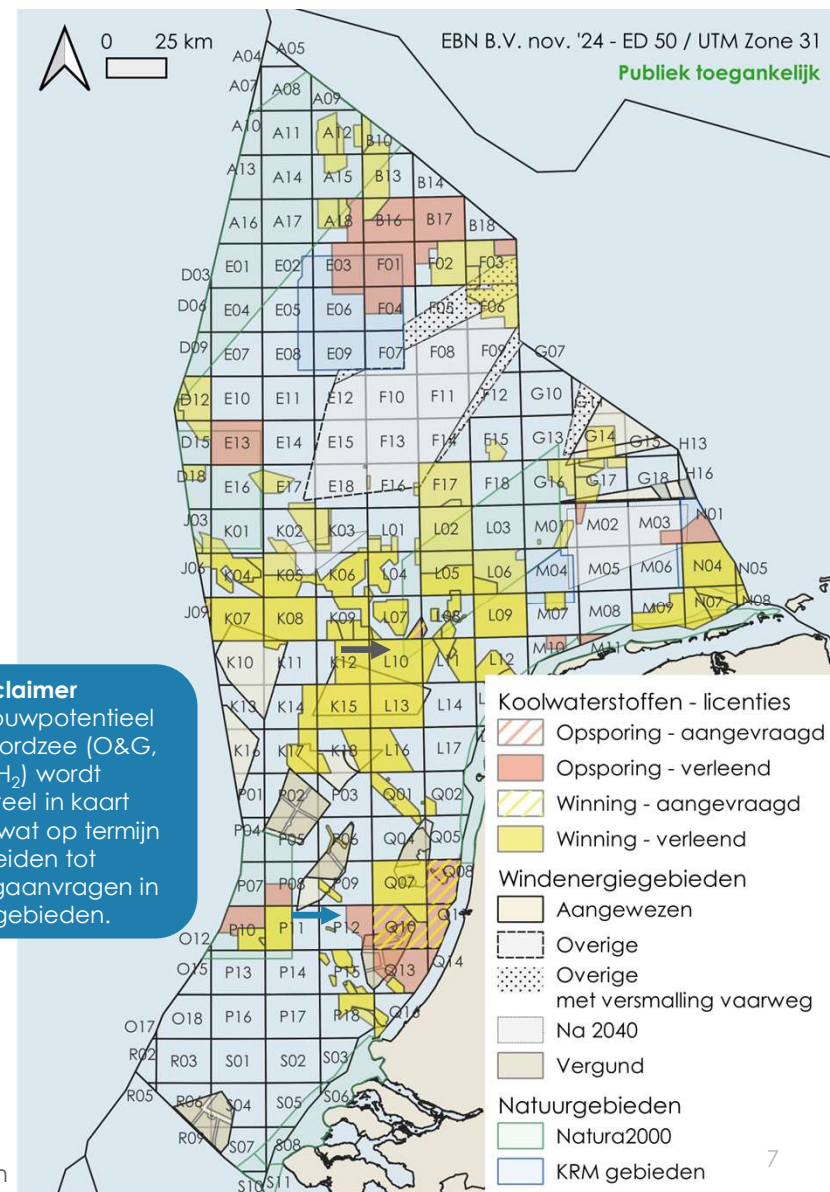 0 25 km
EBN B.V. nov. '24 - ED 50 / UTM Zone 31
Publiek toegankelijk
A04 A05
A07 A08 A09
A10 A11 A12 B10
A13 A14 A15 B13 B14
A16 A17 A18 B16 B17 B18
D03 E01 E02 E03 F01 F02 F03
D06 E04 E05 E06 F04 F05 F06
D09 E07 E08 E09 F07 F08 F09 G07
D12 E10 E11 E12 F10 F11 F12 G10 G11
D15 E13 E14 E15 F13 F14 F15 G13 G14 G15 H13
D18 E16 E17 E18 F16 F17 F18 G16 G17 G18 H16
J03 K01 K02 K03 L01 L02 L03 M01 M02 M03 N01
J06 K04 K05 K06 L04 L05 L06 M04 M05 M06 N04 N05
J09 K07 K08 K09 L07 L08 L09 M07 M08 M09 N07 N08
K10 K11 K12 L10 L11 L12 M10 M11
K13 K14 K15 L13 L14
K16 K17 K18 L16 L17
P01 P02 P03 Q01 Q02
P04 P05 P06 Q04 Q05
P07 P08 P09 Q07 Q08
O12 P10 P11 P12 Q10
O15 P13 P14 P15 Q13 Q14
O17 O18 P16 P17 P18 Q16
R02 R03 S01 S02 S03
R05 R06 S04 S05 S06
R09 S07 S08
S10 S11
claimer
ouwpotentieel
ordzee (O&G,
H₂) wordt
eel in kaart
wat op termijn
eiden tot
gaanvragen in
gebieden.
Koolwaterstoffen - licenties
Opsporing - aangevraagd
Opsporing - verleend
Winning - aangevraagd
Winning - verleend
Windenergiegebieden
Aangewezen
Overige
Overige
met versmalling vaarweg
Na 2040
Vergund
Natuurgebieden
Natura2000
KRM gebieden
n
7